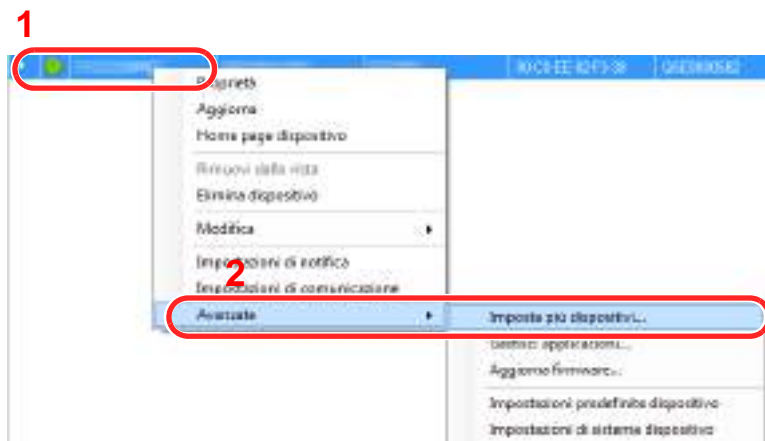 1
Proprietà
Aggiorna
Home page dispositivo
Rimuovi dalla vista
Elimina dispositivo
Modifica
Impostazioni di notifica
2
Impostazioni di comunicazione
Avanzate
Imposta più dispositivi...
Gestisci applicazioni...
Aggiorna firmware...
Impostazioni predefinite dispositivo
Impostazioni di sistema dispositivo